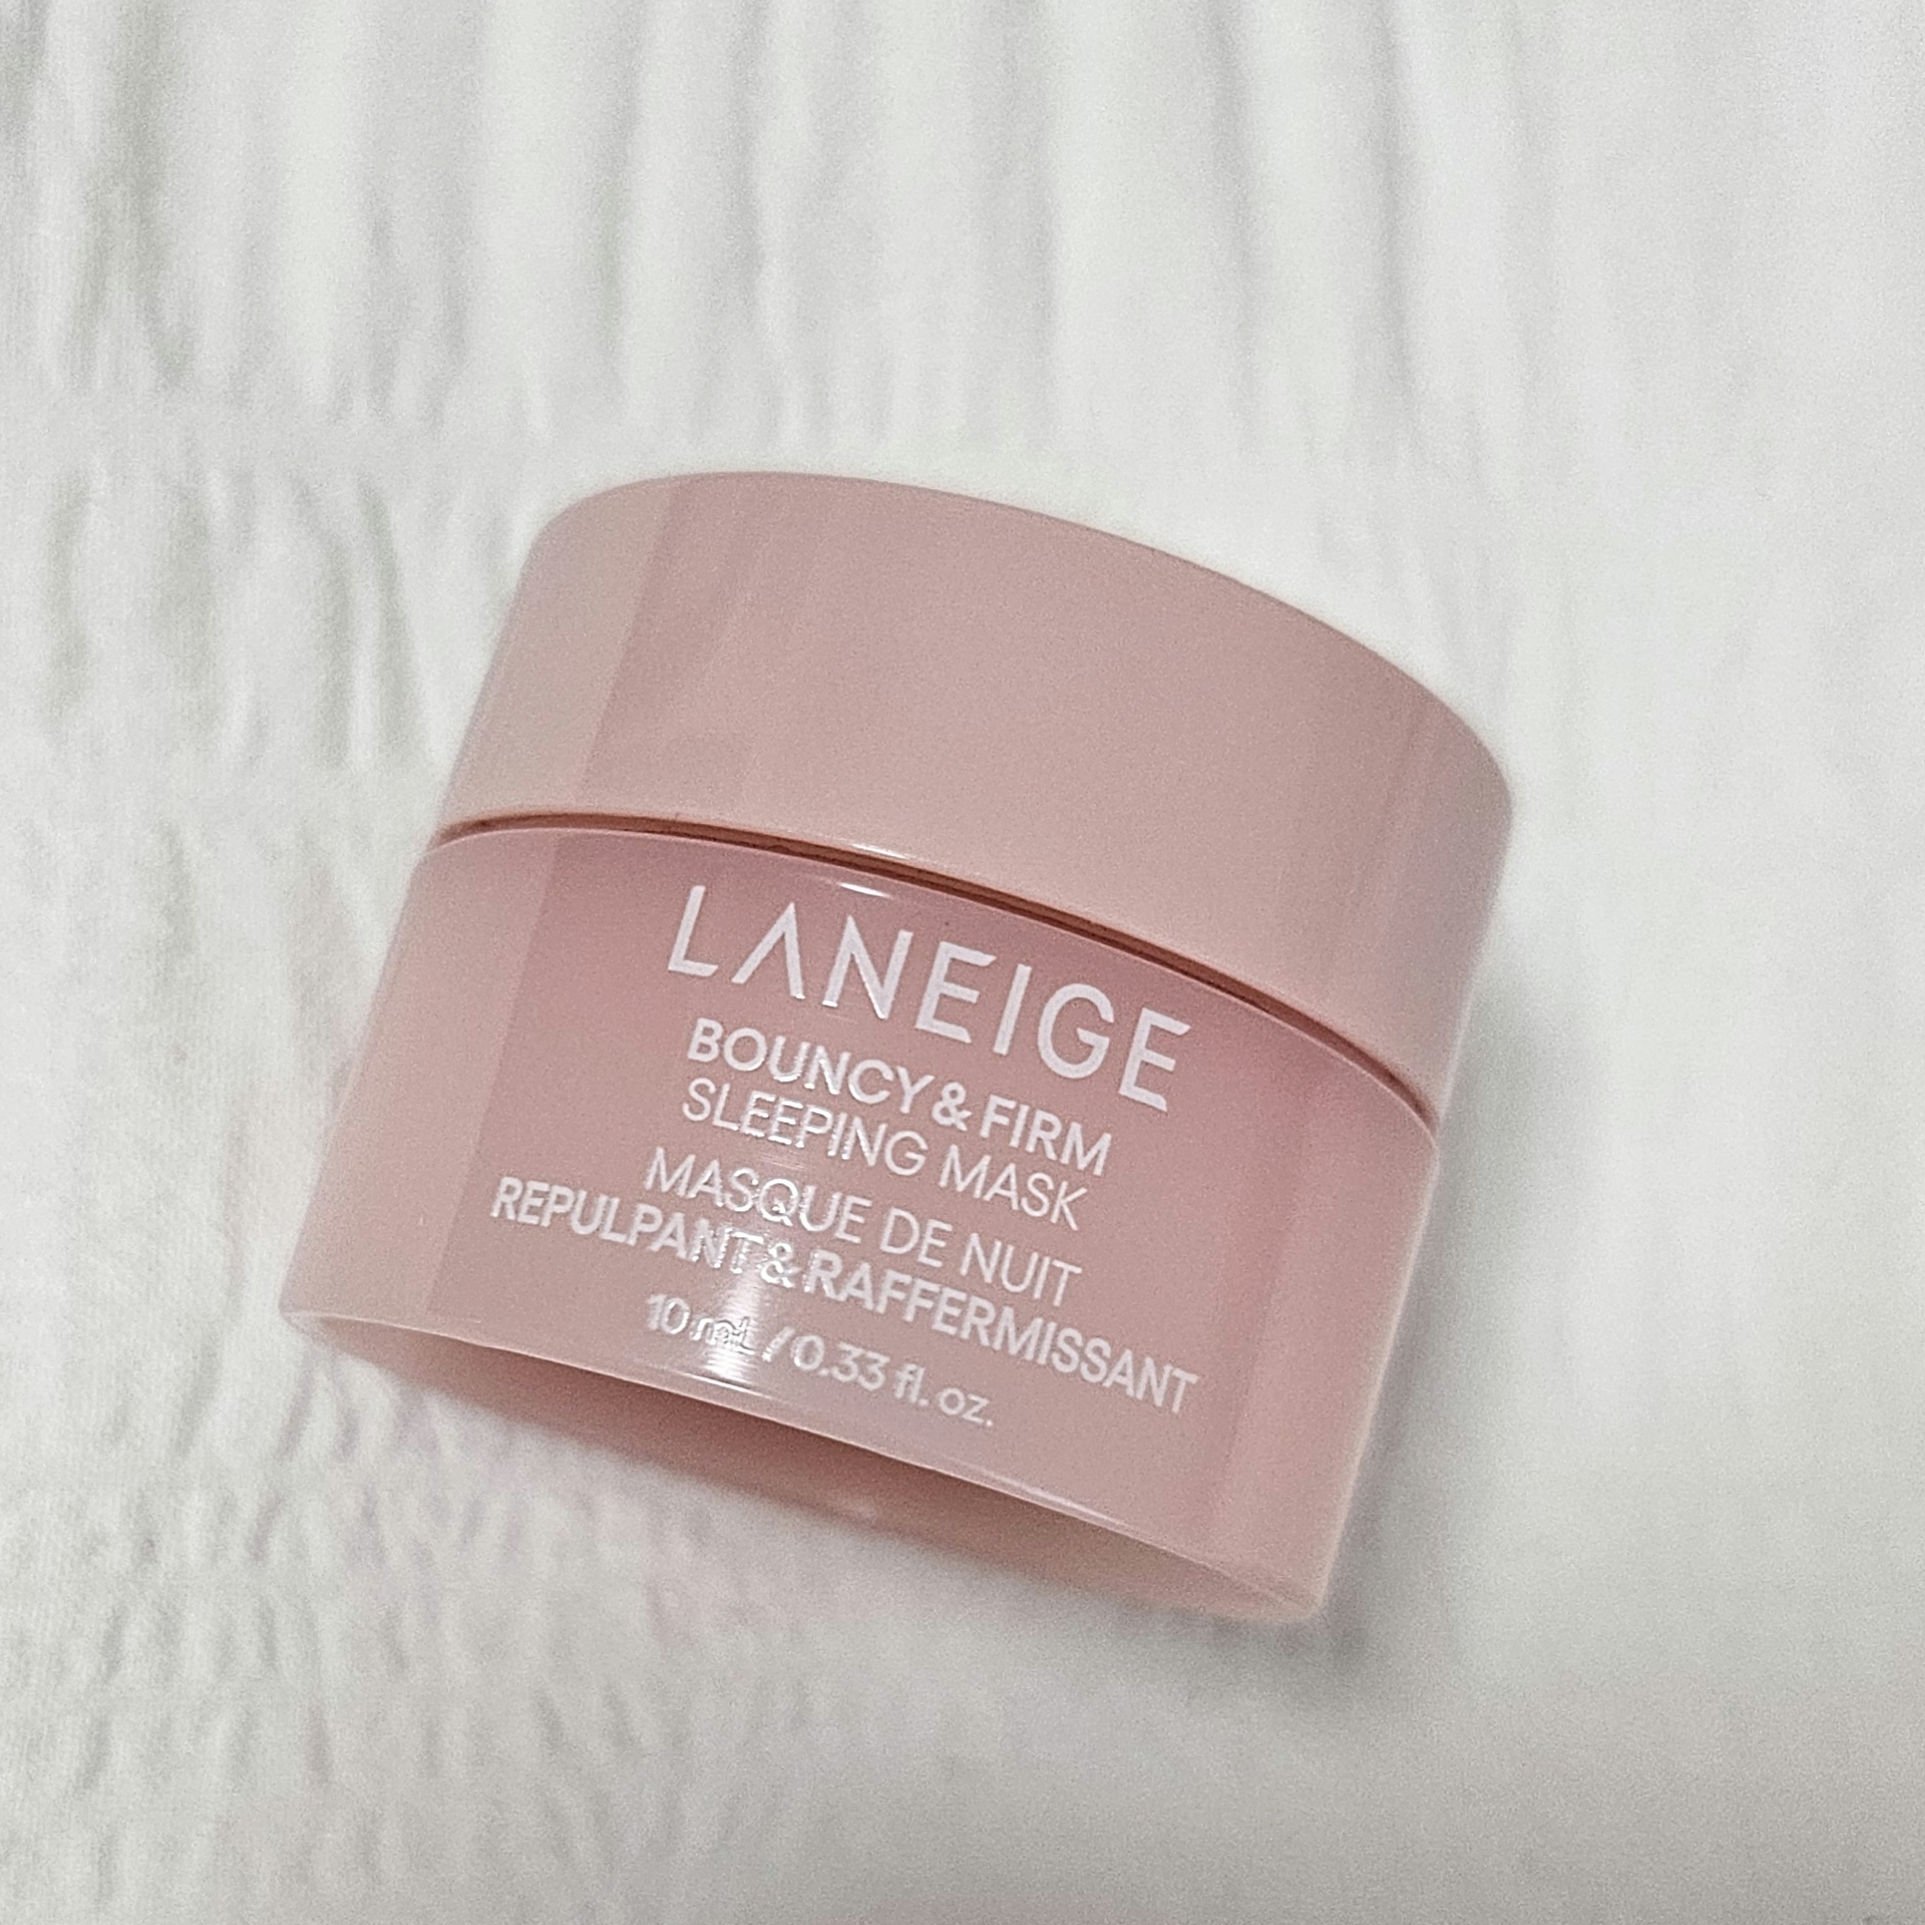 LANEIGE
BOUNCY & FIRM
SLEEPING MASK
MASQUE DE NUIT
REPULPANT & RAFFERMISSANT
10 mL / 0.33 fl. oz.